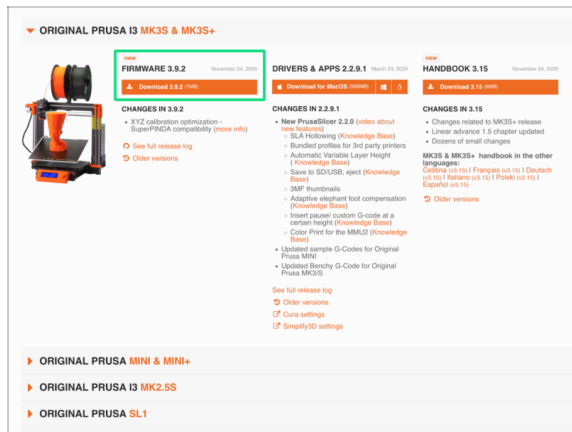 ORIGINAL PRUSA I3 MK3S & MK3S+
new
FIRMWARE 3.9.2 November 24, 2020
Download 3.9.2 (7MB)
CHANGES IN 3.9.2
• XYZ calibration optimization -
SuperPINDA compatibility (more info)
See full release log
Older versions
DRIVERS & APPS 2.2.9.1 March 23, 2020
Download for MacOS
CHANGES IN 2.2.9.1
• New PrusaSlicer 2.2.0 (video about
new features)
SLA Hollowing (Knowledge Base)
Bundled profiles for 3rd party printers
Automatic Variable Layer Height
( Knowledge Base)
Save to SD/USB, eject (Knowledge
Base)
3MF thumbnails
Adaptive elephant foot compensation
(Knowledge Base)
Insert pause/ custom G-code at a
certain height (Knowledge Base)
Color Print for the MMU2 (Knowledge
Base)
• Updated sample G-Codes for Original
Prusa MINI
• Updated Benchy G-Code for Original
Prusa MK3/S
See full release log
Older versions
Cura settings
Simplify3D settings
new
HANDBOOK 3.15 November 24, 2020
Download 3.15
CHANGES IN 3.15
• Changes related to MK3S+ release
• Linear advance 1.5 chapter updated
• Dozens of small changes
MK3S & MK3S+ handbook in the other
languages:
Čeština (v3.15) I Français (v3.15) I Deutsch
(v3.15) I Italiano (v3.15) I Polski (v3.15) I
Español (v3.15)
Older versions
ORIGINAL PRUSA MINI & MINI+
ORIGINAL PRUSA I3 MK2.5S
ORIGINAL PRUSA SL1